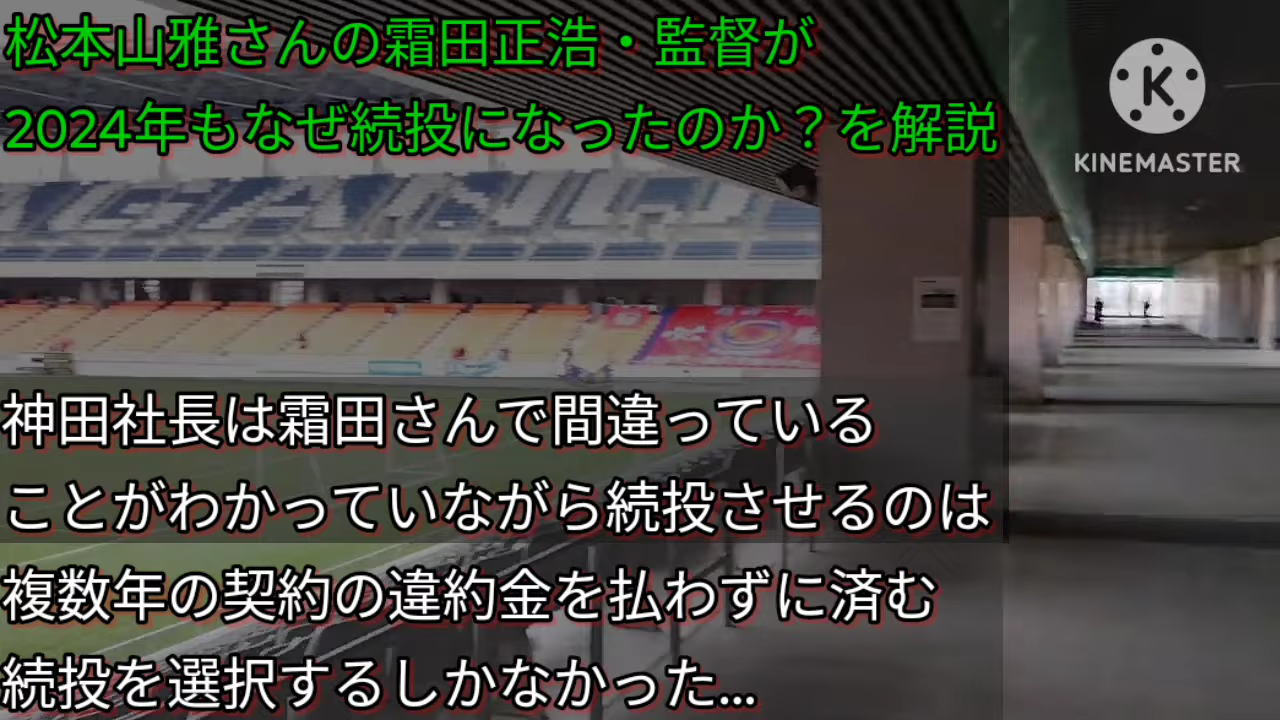 松本山雅さんの霜田正浩・監督が
2024年もなぜ続投になったのか？を解説
K
KINEMASTER
GANW
神田社長は霜田さんで間違っている
ことがわかっていながら続投させるのは
複数年の契約の違約金を払わずに済む
続投を選択するしかなかった...